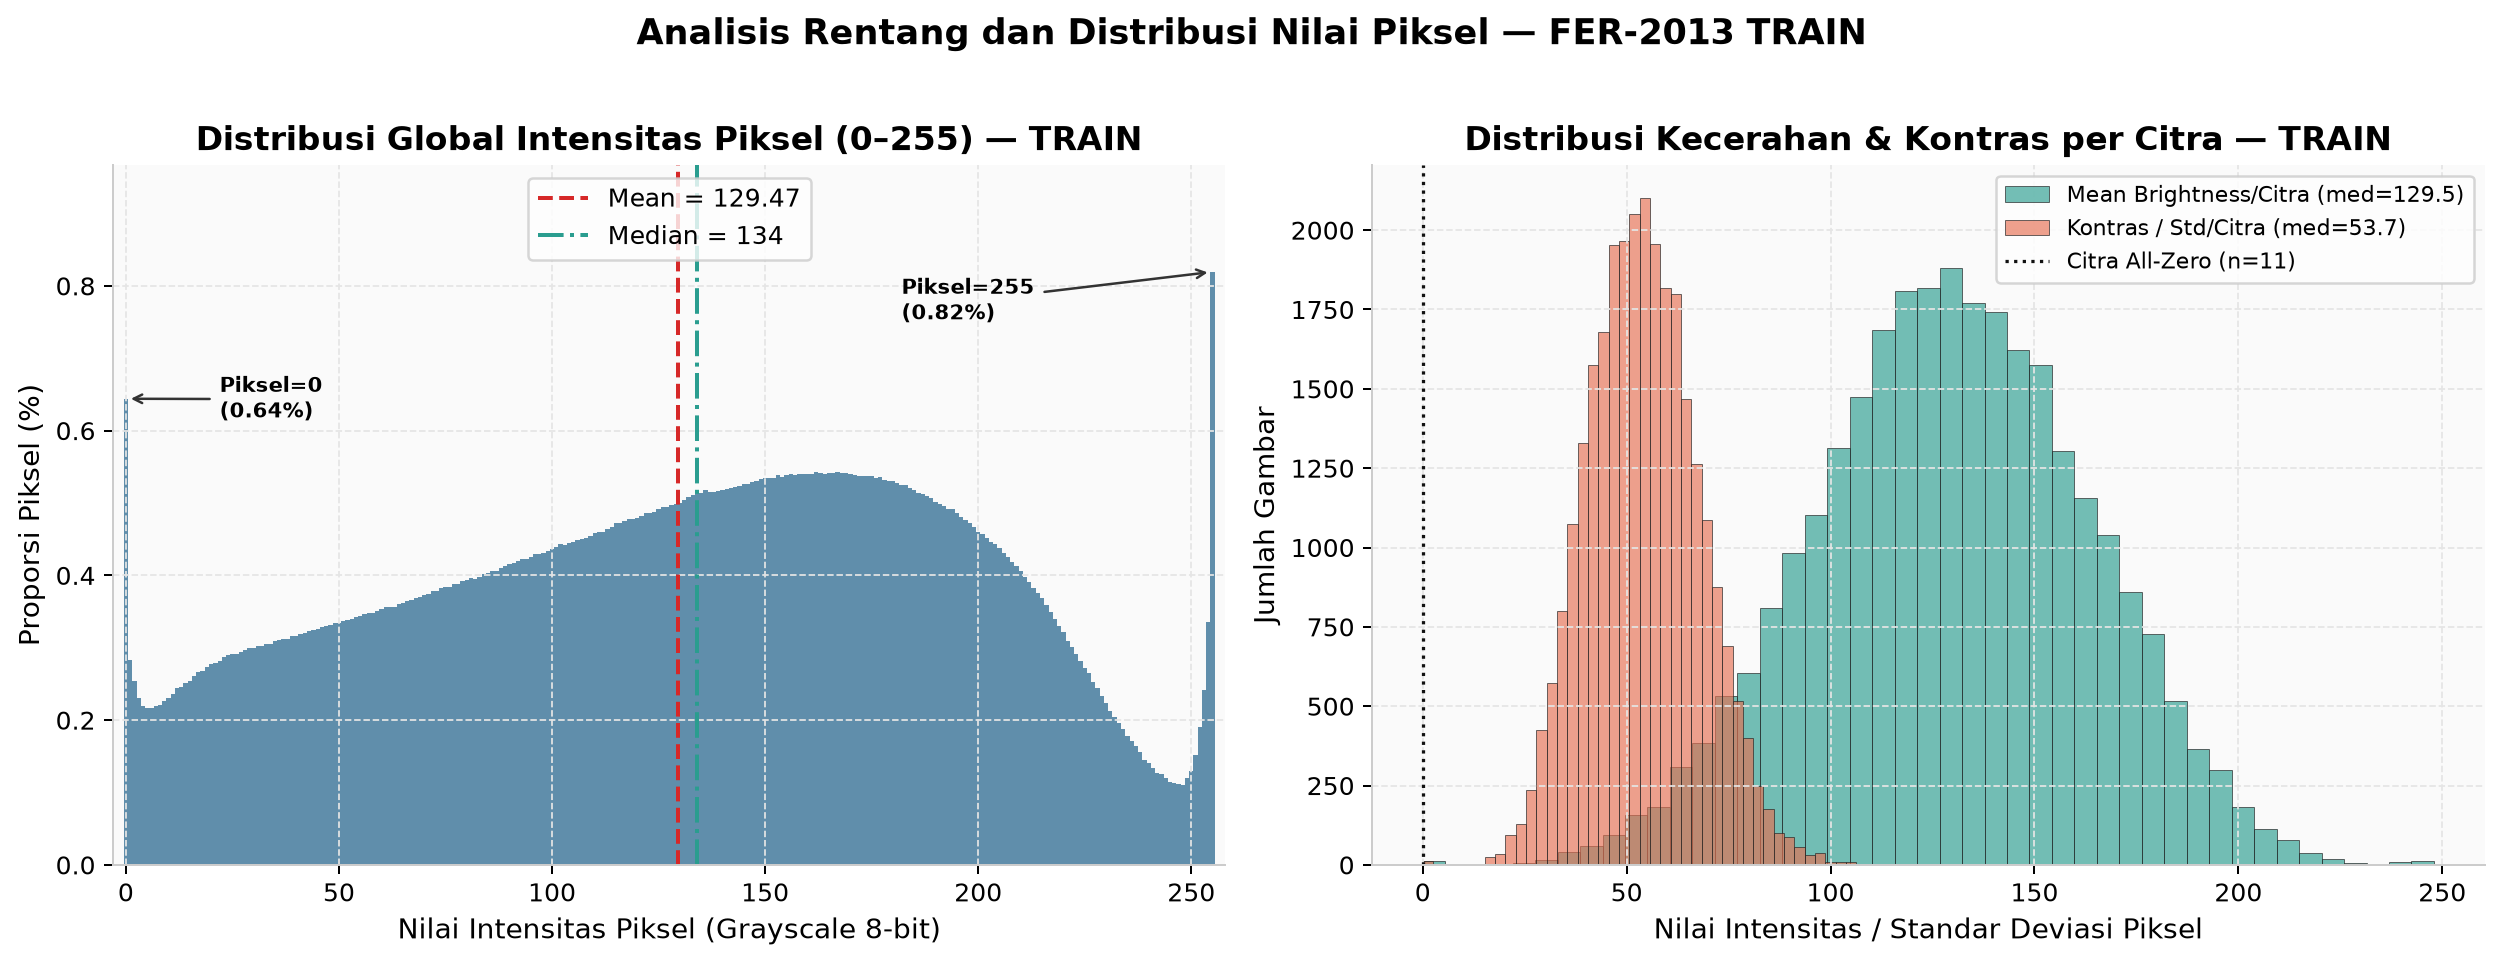 Analisis Rentang dan Distribusi Nilai Piksel — FER-2013 TRAIN
Distribusi Global Intensitas Piksel (0–255) — TRAIN
Mean = 129.47
Median = 134
Piksel=255
(0.82%)
Piksel=0
(0.64%)
Proporsi Piksel (%)
0.8
0.6
0.4
0.2
0.0
0 50 100 150 200 250
Nilai Intensitas Piksel (Grayscale 8-bit)
Distribusi Kecerahan & Kontras per Citra — TRAIN
Mean Brightness/Citra (med=129.5)
Kontras / Std/Citra (med=53.7)
Citra All-Zero (n=11)
Jumlah Gambar
2000
1750
1500
1250
1000
750
500
250
0
0 50 100 150 200 250
Nilai Intensitas / Standar Deviasi Piksel